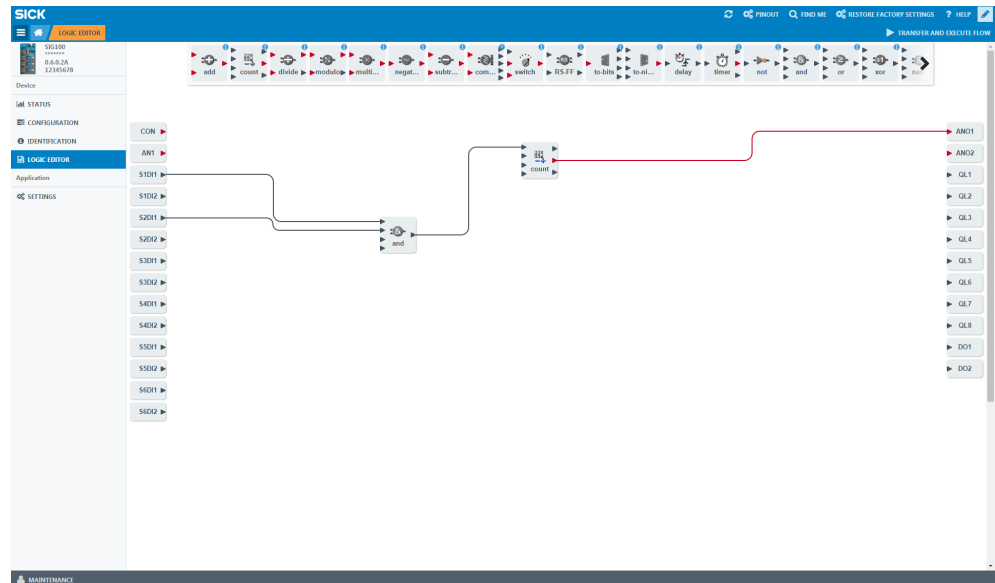 SICK
PINOUT FIND ME RESTORE FACTORY SETTINGS ? HELP
LOGIC EDITOR
TRANSFER AND EXECUTE FLOW
SIG100
*******
0.6.0.2A
12345678
Device
STATUS
CONFIGURATION
IDENTIFICATION
LOGIC EDITOR
Application
SETTINGS
add count divide modulo multi... negat... subtr... com... switch RS-FF to-bits to-ni... delay timer not and or xor
CON
AN1
S1DI1
S1DI2
S2DI1
S2DI2
S3DI1
S3DI2
S4DI1
S4DI2
S5DI1
S5DI2
S6DI1
S6DI2
and
count
ANO1
ANO2
QL1
QL2
QL3
QL4
QL5
QL6
QL7
QL8
DO1
DO2
MAINTENANCE